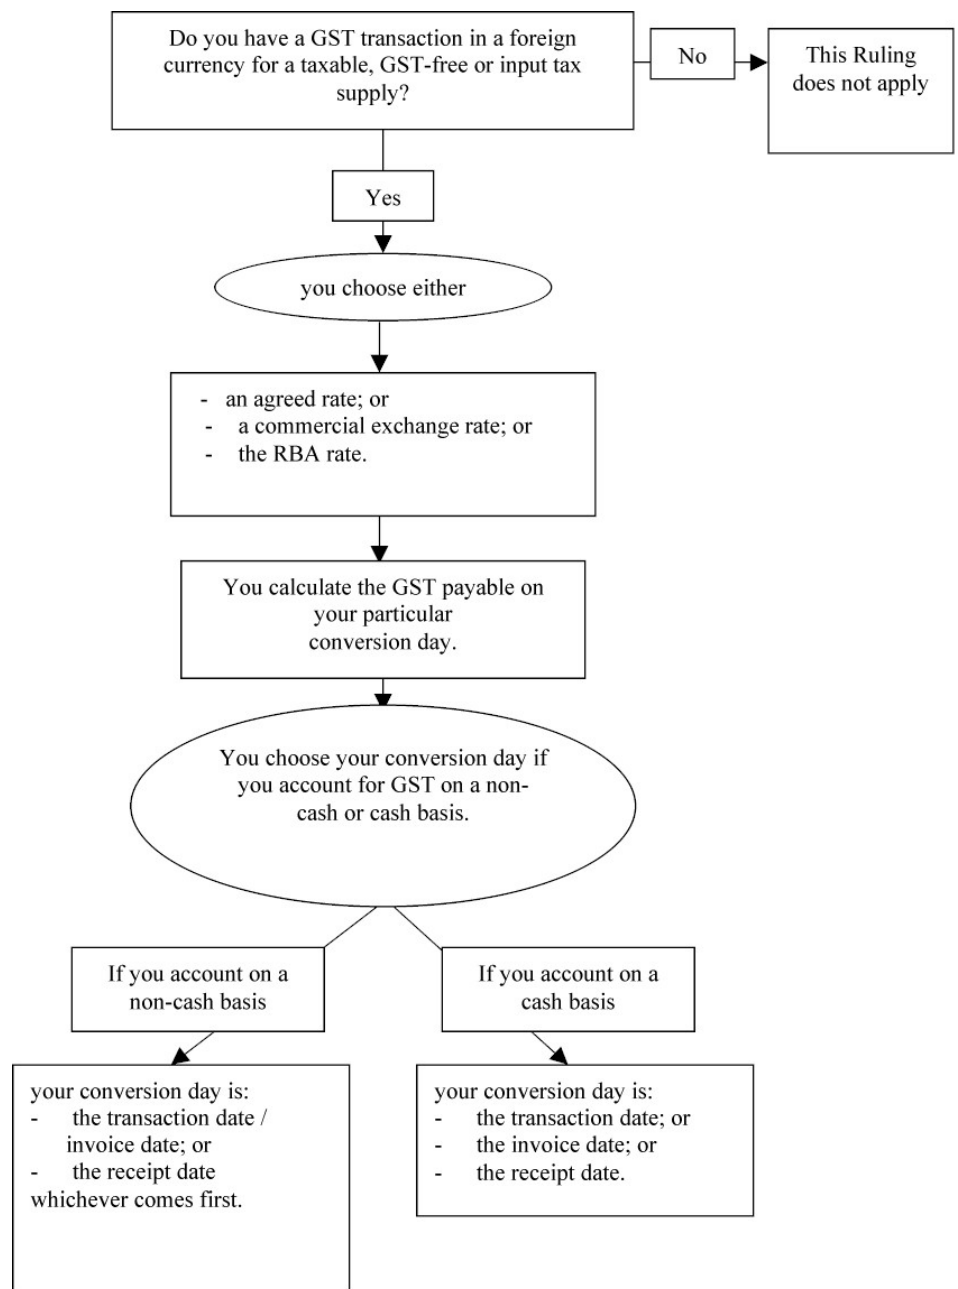 Do you have a GST transaction in a foreign
currency for a taxable, GST-free or input tax
supply?
No
This Ruling
does not apply
Yes
you choose either
- an agreed rate; or
- a commercial exchange rate; or
- the RBA rate.
You calculate the GST payable on
your particular
conversion day.
You choose your conversion day if
you account for GST on a non-
cash or cash basis.
If you account on a
non-cash basis
If you account on a
cash basis
your conversion day is:
- the transaction date /
invoice date; or
- the receipt date
whichever comes first.
your conversion day is:
- the transaction date; or
- the invoice date; or
- the receipt date.